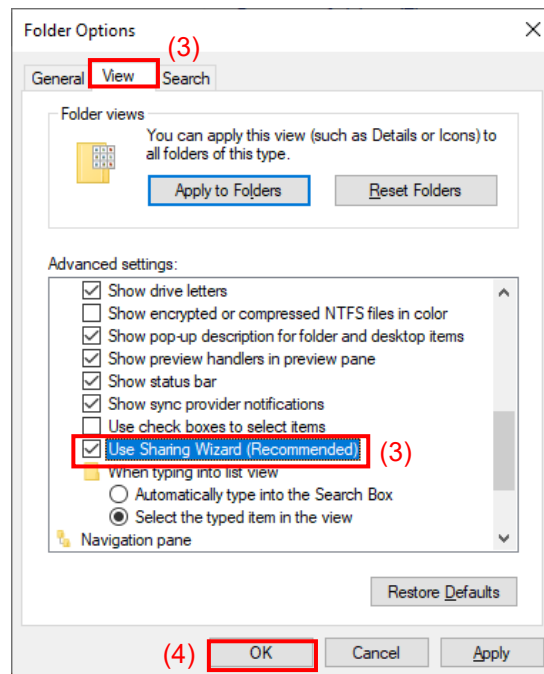 Folder Options
(3)
General View Search
Folder views
You can apply this view (such as Details or Icons) to
all folders of this type.
Apply to Folders Reset Folders
Advanced settings:
Show drive letters
Show encrypted or compressed NTFS files in color
Show pop-up description for folder and desktop items
Show preview handlers in preview pane
Show status bar
Show sync provider notifications
Use check boxes to select items
Use Sharing Wizard (Recommended) (3)
When typing into list view
Automatically type into the Search Box
Select the typed item in the view
Navigation pane
Restore Defaults
(4) OK Cancel Apply